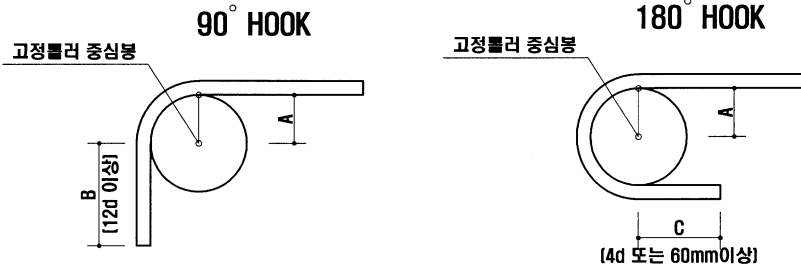 90° HOOK
고정롤러 중심봉
A
B
(12d 이상)
180° HOOK
고정롤러 중심봉
A
C
(4d 또는 60mm이상)